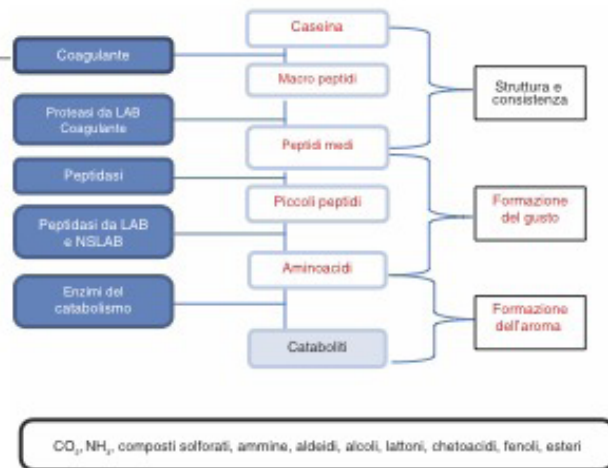 Coagulante
Proteasi da LAB
Coagulante
Peptidasi
Peptidasi da LAB
e NSLAB
Enzimi del
catabolismo
Caseina
Macro peptidi
Peptidi medi
Piccoli peptidi
Aminoacidi
Cataboliti
Struttura e
consistenza
Formazione
del gusto
Formazione
dell'aroma
CO₂, NH₃, composti solforati, ammine, aldeidi, alcoli, lattoni, chetoacidi, fenoli, esteri